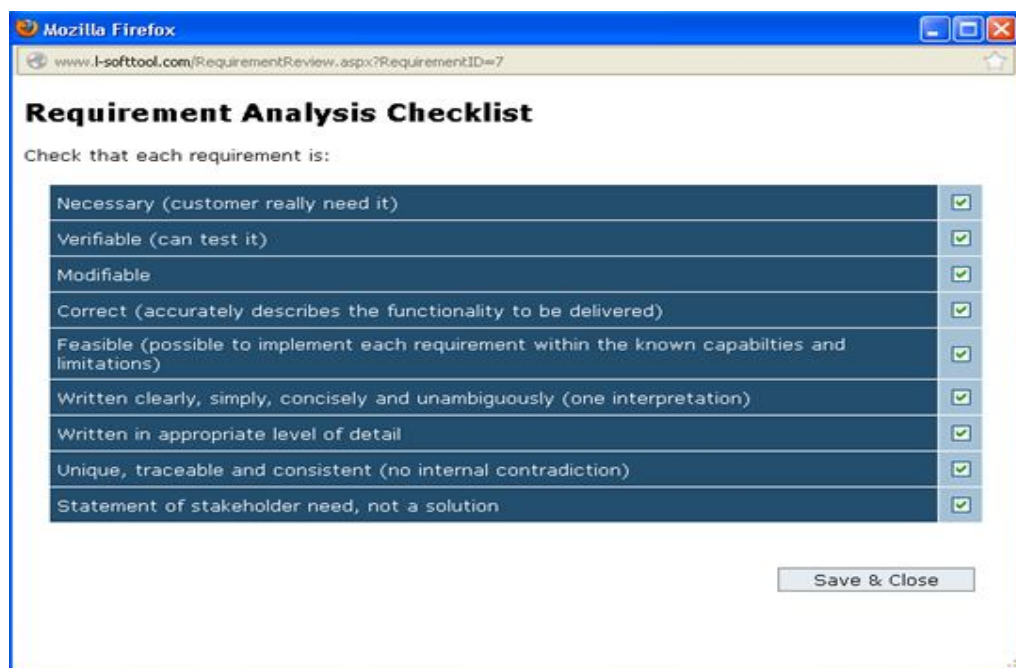 Mozilla Firefox
www.l-softtool.com/RequirementReview.aspx?RequirementID=7
Requirement Analysis Checklist
Check that each requirement is:
Necessary (customer really need it)
Verifiable (can test it)
Modifiable
Correct (accurately describes the functionality to be delivered)
Feasible (possible to implement each requirement within the known capabilties and
limitations)
Written clearly, simply, concisely and unambiguously (one interpretation)
Written in appropriate level of detail
Unique, traceable and consistent (no internal contradiction)
Statement of stakeholder need, not a solution
Save & Close